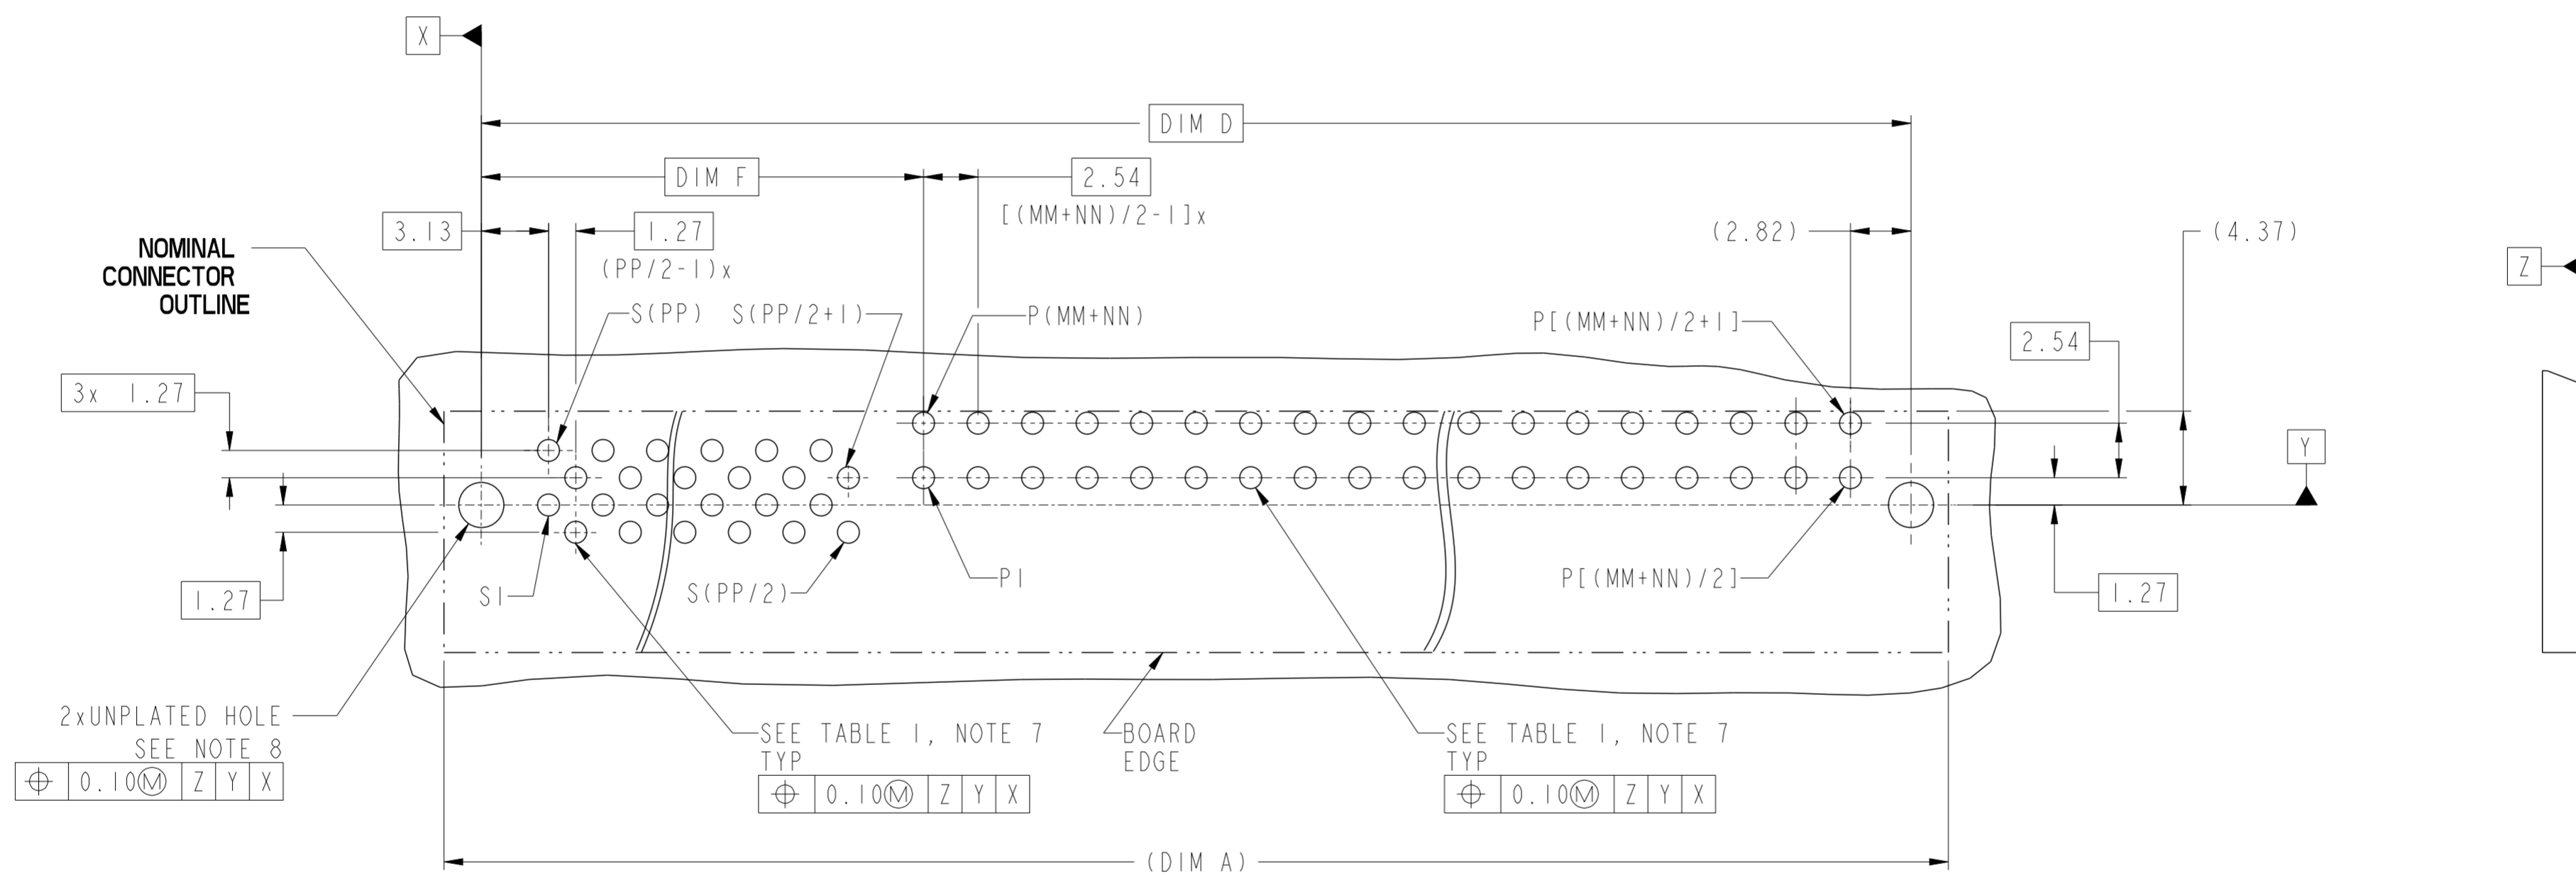 X
DIM D
DIM F
2.54
[(MM+NN)/2-1]x
3.13
1.27
(PP/2-1)x
(2.82)
(4.37)
NOMINAL
CONNECTOR
OUTLINE
Z
S(PP)
S(PP/2+1)
P(MM+NN)
P[(MM+NN)/2+1]
2.54
3x 1.27
Y
1.27
S1
S(PP/2)
P1
P[(MM+NN)/2]
1.27
2xUNPLATED HOLE
SEE NOTE 8
0.10Ⓜ Z Y X
SEE TABLE 1, NOTE 7
TYP
0.10Ⓜ Z Y X
BOARD
EDGE
SEE TABLE 1, NOTE 7
TYP
0.10Ⓜ Z Y X
(DIM A)